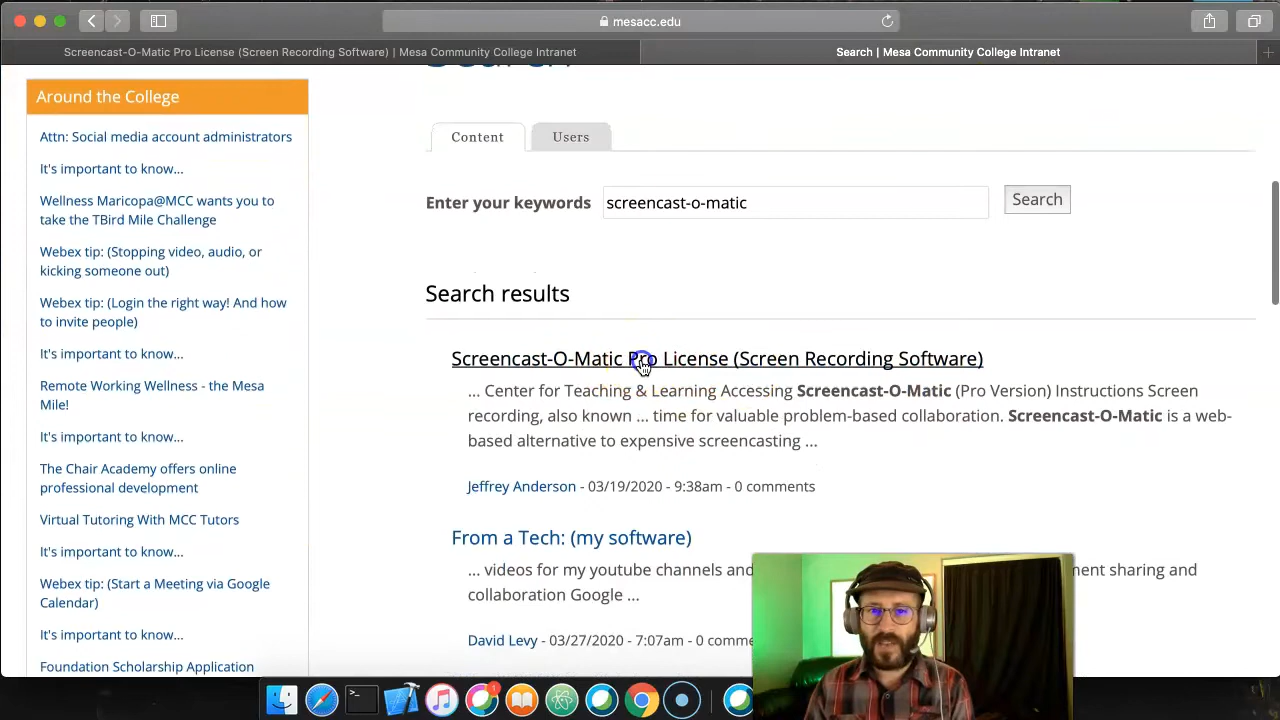 mesacc.edu
Screencast-O-Matic Pro License (Screen Recording Software) | Mesa Community College Intranet
Search | Mesa Community College Intranet
Around the College
Attn: Social media account administrators
It's important to know...
Wellness Maricopa@MCC wants you to
take the TBird Mile Challenge
Webex tip: (Stopping video, audio, or
kicking someone out)
Webex tip: (Login the right way! And how
to invite people)
It's important to know...
Remote Working Wellness - the Mesa
Mile!
It's important to know...
The Chair Academy offers online
professional development
Virtual Tutoring With MCC Tutors
It's important to know...
Webex tip: (Start a Meeting via Google
Calendar)
It's important to know...
Foundation Scholarship Application
Search
Content
Users
Enter your keywords
screencast-o-matic
Search
Search results
Screencast-O-Matic Pro License (Screen Recording Software)
... Center for Teaching & Learning Accessing Screencast-O-Matic (Pro Version) Instructions Screen
recording, also known ... time for valuable problem-based collaboration. Screencast-O-Matic is a web-
based alternative to expensive screencasting ...
Jeffrey Anderson - 03/19/2020 - 9:38am - 0 comments
From a Tech: (my software)
... videos for my youtube channels and
ment sharing and
collaboration Google ...
David Levy - 03/27/2020 - 7:07am - 0 comme
1